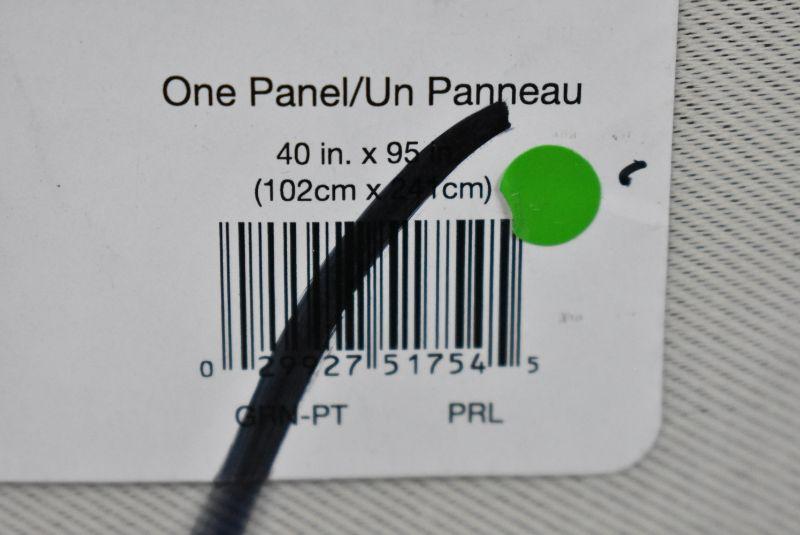 One Panel/Un Panneau
40 in. x 95 in
(102cm x 241cm)
0 29927 51754 5
GRN-PT PRL